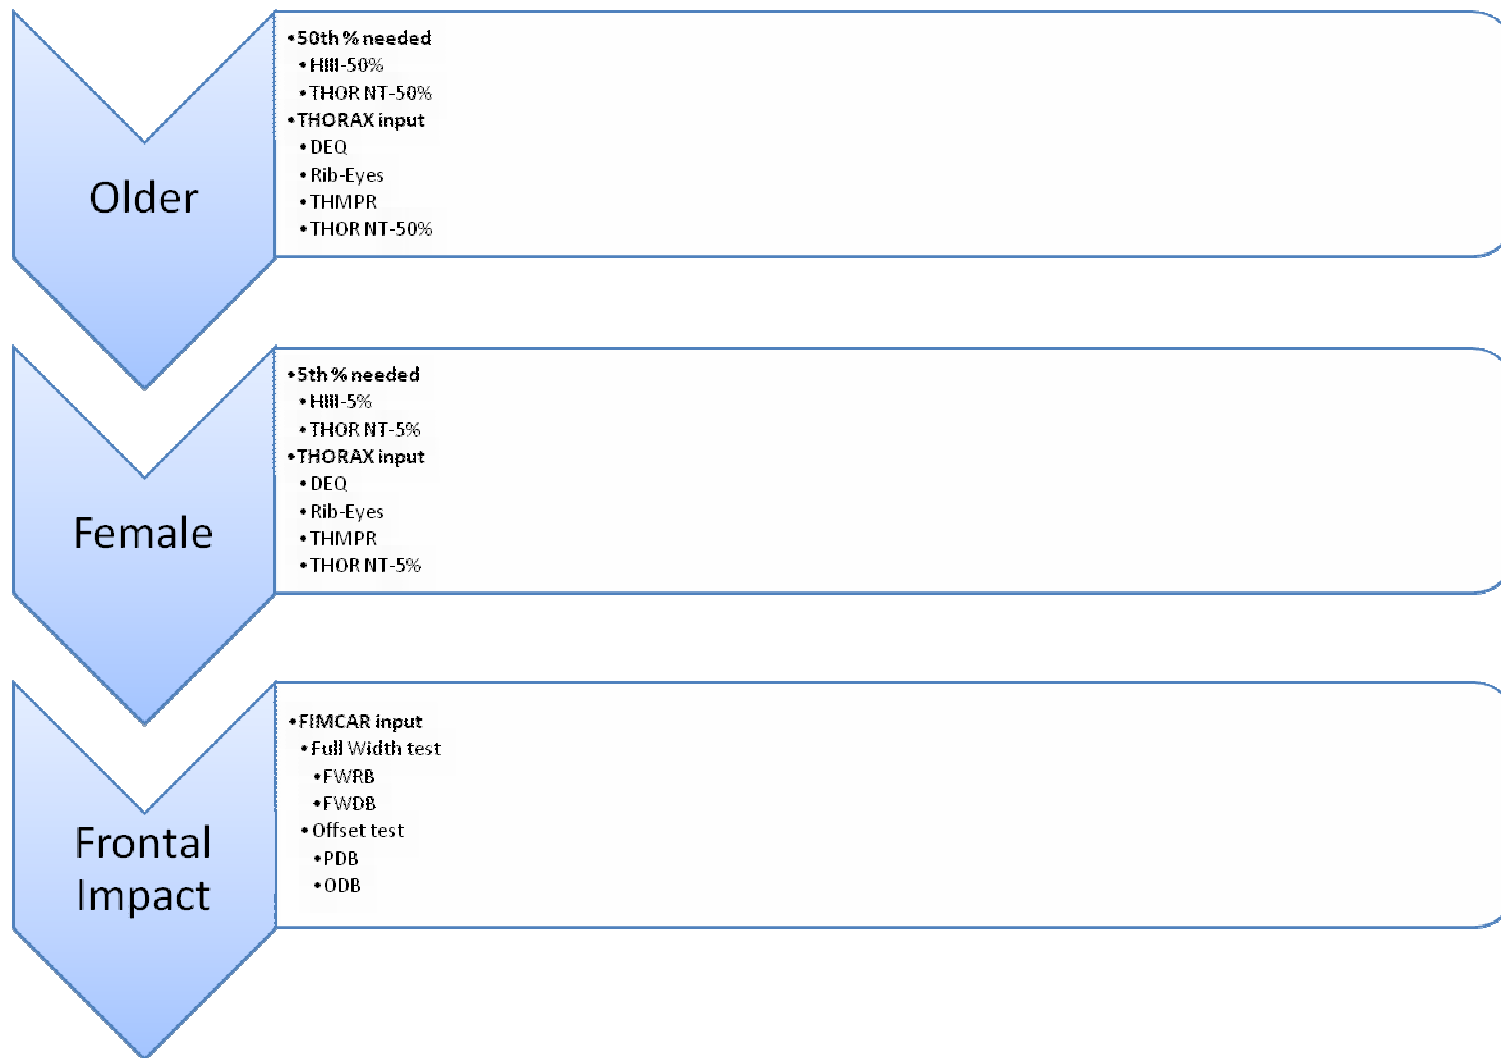 Older
•50th % needed
•HIII-50%
•THOR NT-50%
•THORAX input
•DEQ
•Rib-Eyes
•THMPR
•THOR NT-50%
Female
•5th % needed
•HIII-5%
•THOR NT-5%
•THORAX input
•DEQ
•Rib-Eyes
•THMPR
•THOR NT-5%
Frontal
Impact
•FIMCAR input
•Full Width test
•FWRB
•FWDB
•Offset test
•PDB
•ODB